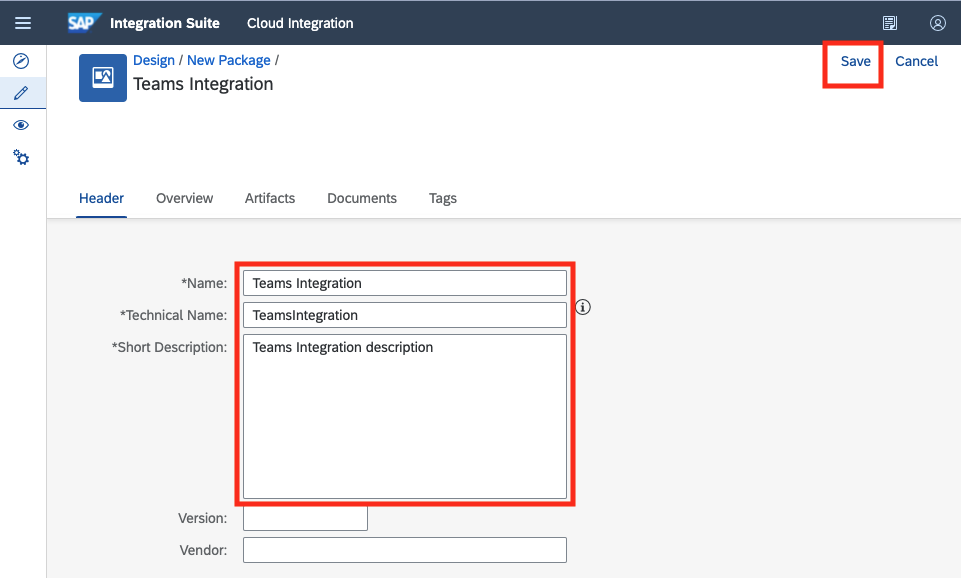 SAP Integration Suite Cloud Integration
Design / New Package /
Teams Integration
Save Cancel
Header Overview Artifacts Documents Tags
*Name: Teams Integration
*Technical Name: TeamsIntegration
*Short Description: Teams Integration description
Version:
Vendor: